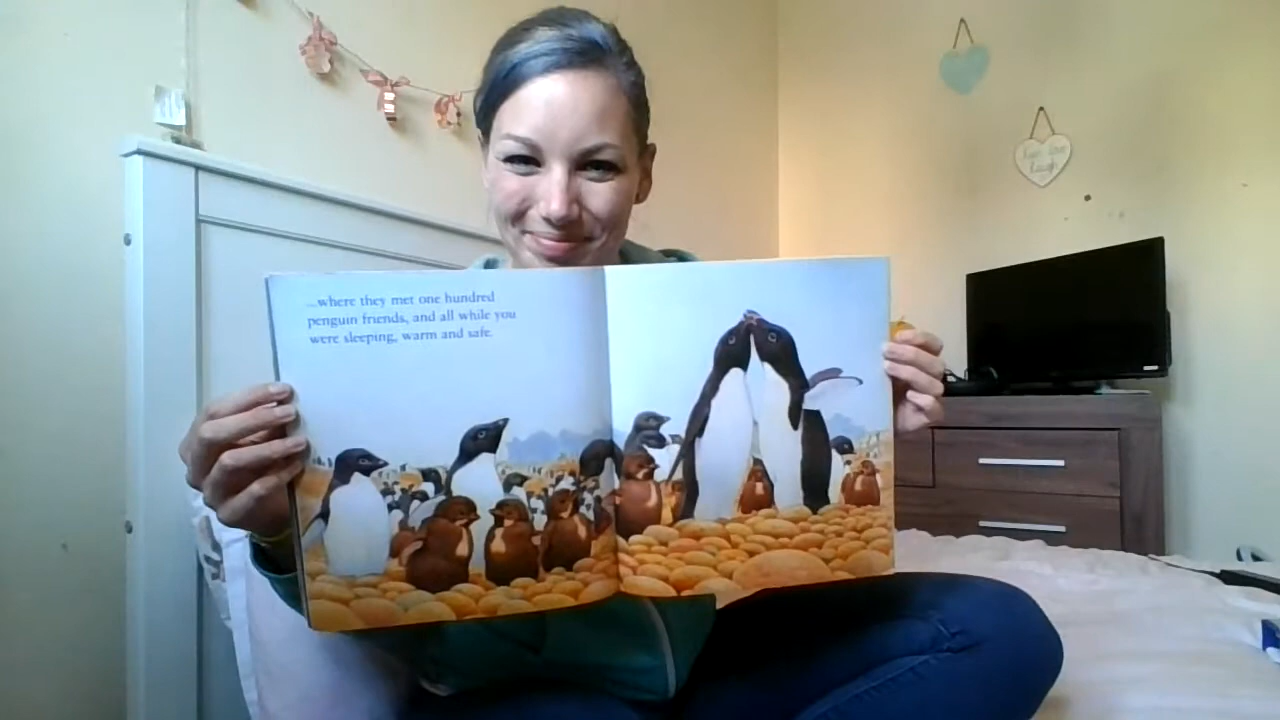 ...where they met one hundred
penguin friends, and all while you
were sleeping, warm and safe.